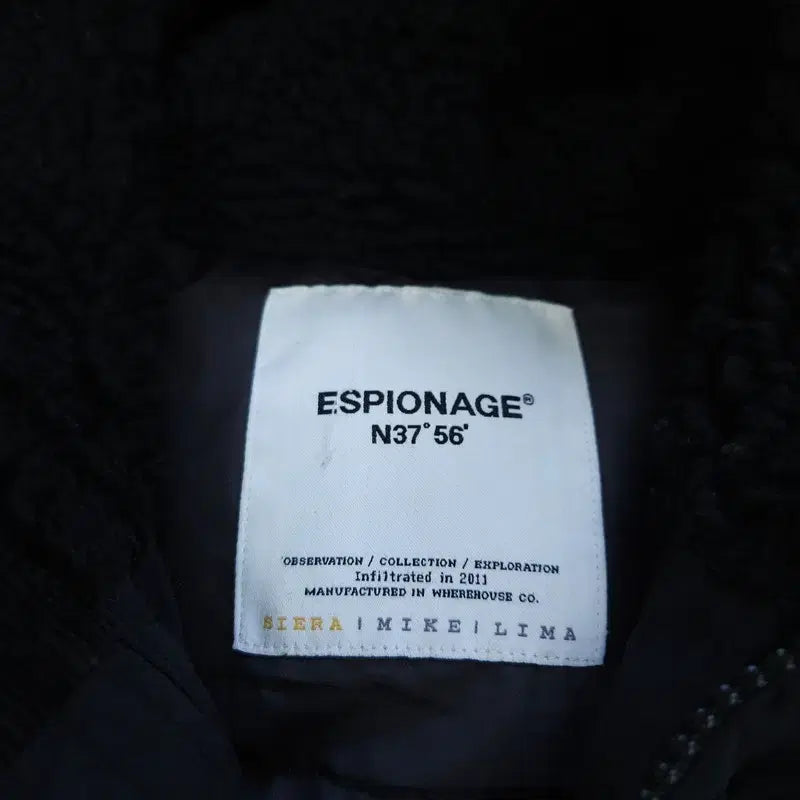 ESPIONAGE®
N37°56'
OBSERVATION / COLLECTION / EXPLORATION
Infiltrated in 2011
MANUFACTURED IN WHEREHOUSE CO.
SIERA | MIKE | LIMA